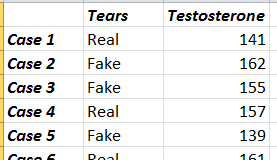 Tears Testosterone
Case 1 Real 141
Case 2 Fake 162
Case 3 Fake 155
Case 4 Real 157
Case 5 Fake 139
Case 6 Real 161